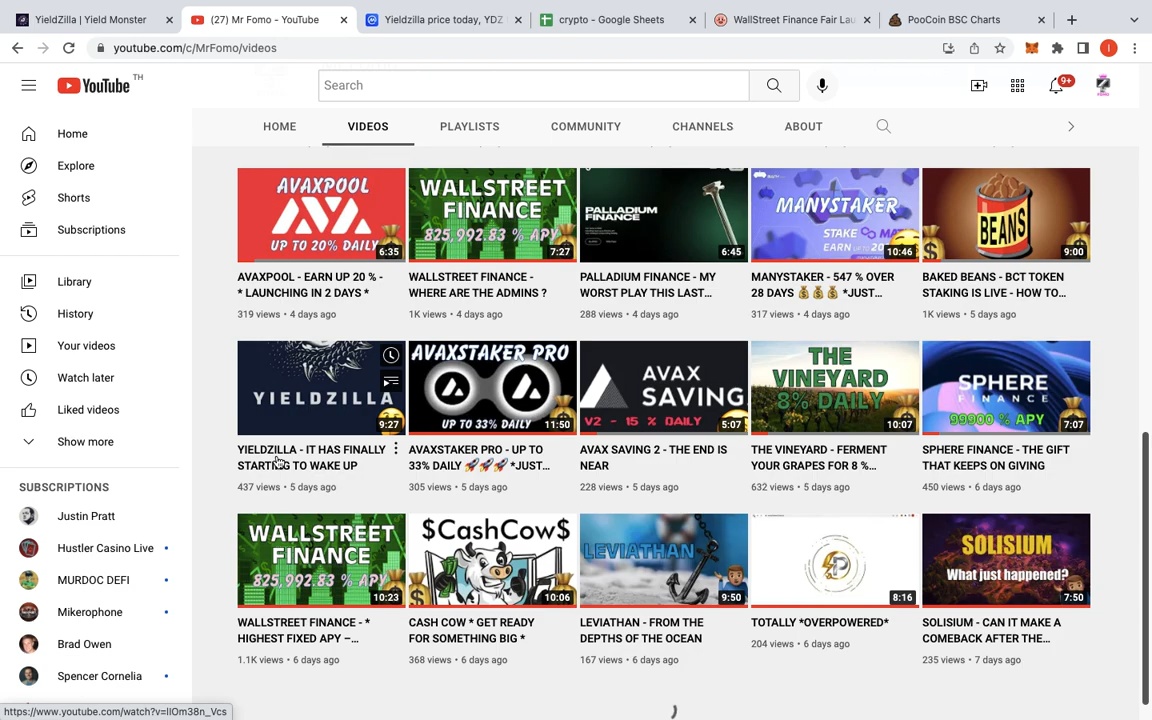 YieldZilla | Yield Monster
(27) Mr Fomo - YouTube
Yieldzilla price today, YDZ
crypto - Google Sheets
WallStreet Finance Fair Lau
PooCoin BSC Charts
youtube.com/c/MrFomo/videos
YouTube TH
Search
9+
HOME VIDEOS PLAYLISTS COMMUNITY CHANNELS ABOUT
Home
Explore
Shorts
Subscriptions
Library
History
Your videos
Watch later
Liked videos
Show more
SUBSCRIPTIONS
Justin Pratt
Hustler Casino Live
MURDOC DEFI
Mikerophone
Brad Owen
Spencer Cornelia
AVAXPOOL
UP TO 20% DAILY
6:35
AVAXPOOL - EARN UP 20 % -
* LAUNCHING IN 2 DAYS *
319 views • 4 days ago
WALLSTREET
FINANCE
825,992.83 % APY
7:27
WALLSTREET FINANCE -
WHERE ARE THE ADMINS ?
1K views • 4 days ago
PALLADIUM
FINANCE
6:45
PALLADIUM FINANCE - MY
WORST PLAY THIS LAST...
288 views • 4 days ago
MANYSTAKER
STAKE MAT
EARN up to 20
10:46
MANYSTAKER - 547 % OVER
28 DAYS 💰💰💰 *JUST...
317 views • 4 days ago
BEANS
9:00
BAKED BEANS - BCT TOKEN
STAKING IS LIVE - HOW TO...
1K views • 5 days ago
YIELDZILLA
9:27
YIELDZILLA - IT HAS FINALLY
STARTING TO WAKE UP
437 views • 5 days ago
AVAXSTAKER PRO
UP TO 33% DAILY
11:50
AVAXSTAKER PRO - UP TO
33% DAILY 🚀🚀🚀 *JUST...
305 views • 5 days ago
AVAX
SAVING
V2 - 15 % DAILY
5:07
AVAX SAVING 2 - THE END IS
NEAR
228 views • 5 days ago
THE
VINEYARD
8% DAILY
10:07
THE VINEYARD - FERMENT
YOUR GRAPES FOR 8 %...
632 views • 5 days ago
SPHERE
FINANCE
99900 % APY
7:07
SPHERE FINANCE - THE GIFT
THAT KEEPS ON GIVING
450 views • 6 days ago
WALLSTREET
FINANCE
825,992.83 % APY
10:23
WALLSTREET FINANCE - *
HIGHEST FIXED APY –...
1.1K views • 6 days ago
$CashCow$
10:06
CASH COW * GET READY
FOR SOMETHING BIG *
368 views • 6 days ago
LEVIATHAN
9:50
LEVIATHAN - FROM THE
DEPTHS OF THE OCEAN
167 views • 6 days ago
8:16
TOTALLY *OVERPOWERED*
204 views • 6 days ago
SOLISIUM
What just happened?
7:50
SOLISIUM - CAN IT MAKE A
COMEBACK AFTER THE...
235 views • 7 days ago
https://www.youtube.com/watch?v=lIOm38n_Vcs